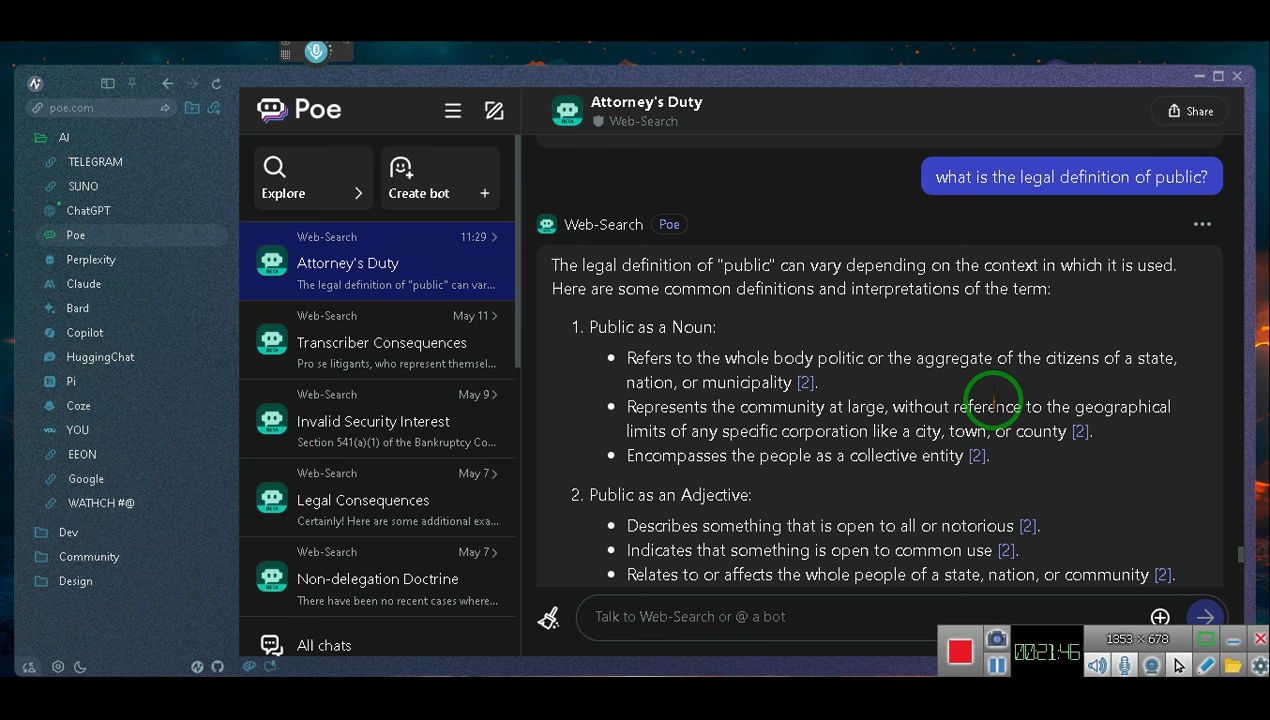 poe.com
AI
TELEGRAM
SUNO
ChatGPT
Poe
Perplexity
Claude
Bard
Copilot
HuggingChat
Pi
Coze
YOU
EEON
Google
WATHCH #@
Dev
Community
Design
Poe
Explore
Create bot +
Web-Search 11:29
Attorney's Duty
The legal definition of "public" can var...
Web-Search May 11
Transcriber Consequences
Pro se litigants, who represent themsel...
Web-Search May 9
Invalid Security Interest
Section 541(a)(1) of the Bankruptcy Co...
Web-Search May 7
Legal Consequences
Certainly! Here are some additional exa...
Web-Search May 7
Non-delegation Doctrine
There have been no recent cases where...
All chats
BETA
BETA
BETA
BETA
BETA
BETA
Attorney's Duty
Web-Search
Share
what is the legal definition of public?
Web-Search Poe
The legal definition of "public" can vary depending on the context in which it is used.
Here are some common definitions and interpretations of the term:
1. Public as a Noun:
• Refers to the whole body politic or the aggregate of the citizens of a state,
nation, or municipality [2].
• Represents the community at large, without reference to the geographical
limits of any specific corporation like a city, town, or county [2].
• Encompasses the people as a collective entity [2].
2. Public as an Adjective:
• Describes something that is open to all or notorious [2].
• Indicates that something is open to common use [2].
• Relates to or affects the whole people of a state, nation, or community [2].
Talk to Web-Search or @ a bot
00:21:46
1353 × 678